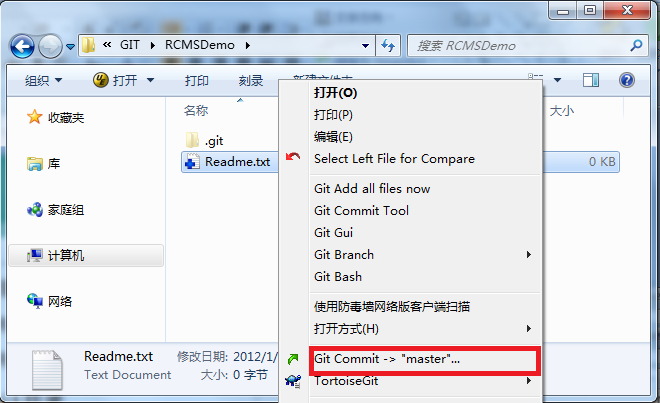 GIT ▸ RCMSDemo ▸
搜索 RCMSDemo
组织 打开 打印 刻录 新建文件夹
名称 大小
收藏夹
库
家庭组
计算机
网络
.git
Readme.txt 0 KB
打开(O)
打印(P)
编辑(E)
Select Left File for Compare
Git Add all files now
Git Commit Tool
Git Gui
Git Branch
Git Bash
使用防毒墙网络版客户端扫描
打开方式(H)
Git Commit -> "master"...
TortoiseGit
Readme.txt 修改日期: 2012/1/
Text Document 大小: 0 字节